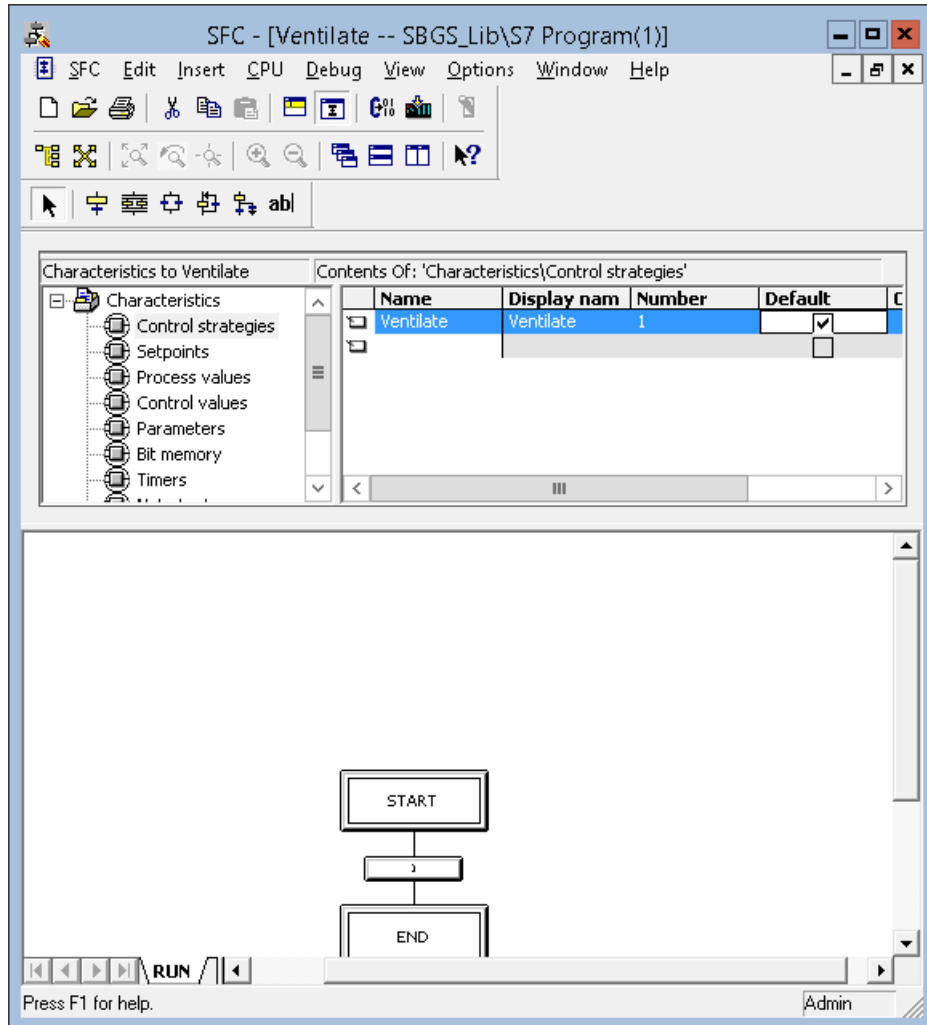 SFC - [Ventilate -- SBGS_Lib\S7 Program(1)]
SFC Edit Insert CPU Debug View Options Window Help
ab|
Characteristics to Ventilate
Contents Of: 'Characteristics\Control strategies'
Characteristics
Control strategies
Setpoints
Process values
Control values
Parameters
Bit memory
Timers
Name Display nam Number Default
Ventilate Ventilate 1
START
END
RUN
Press F1 for help.
Admin